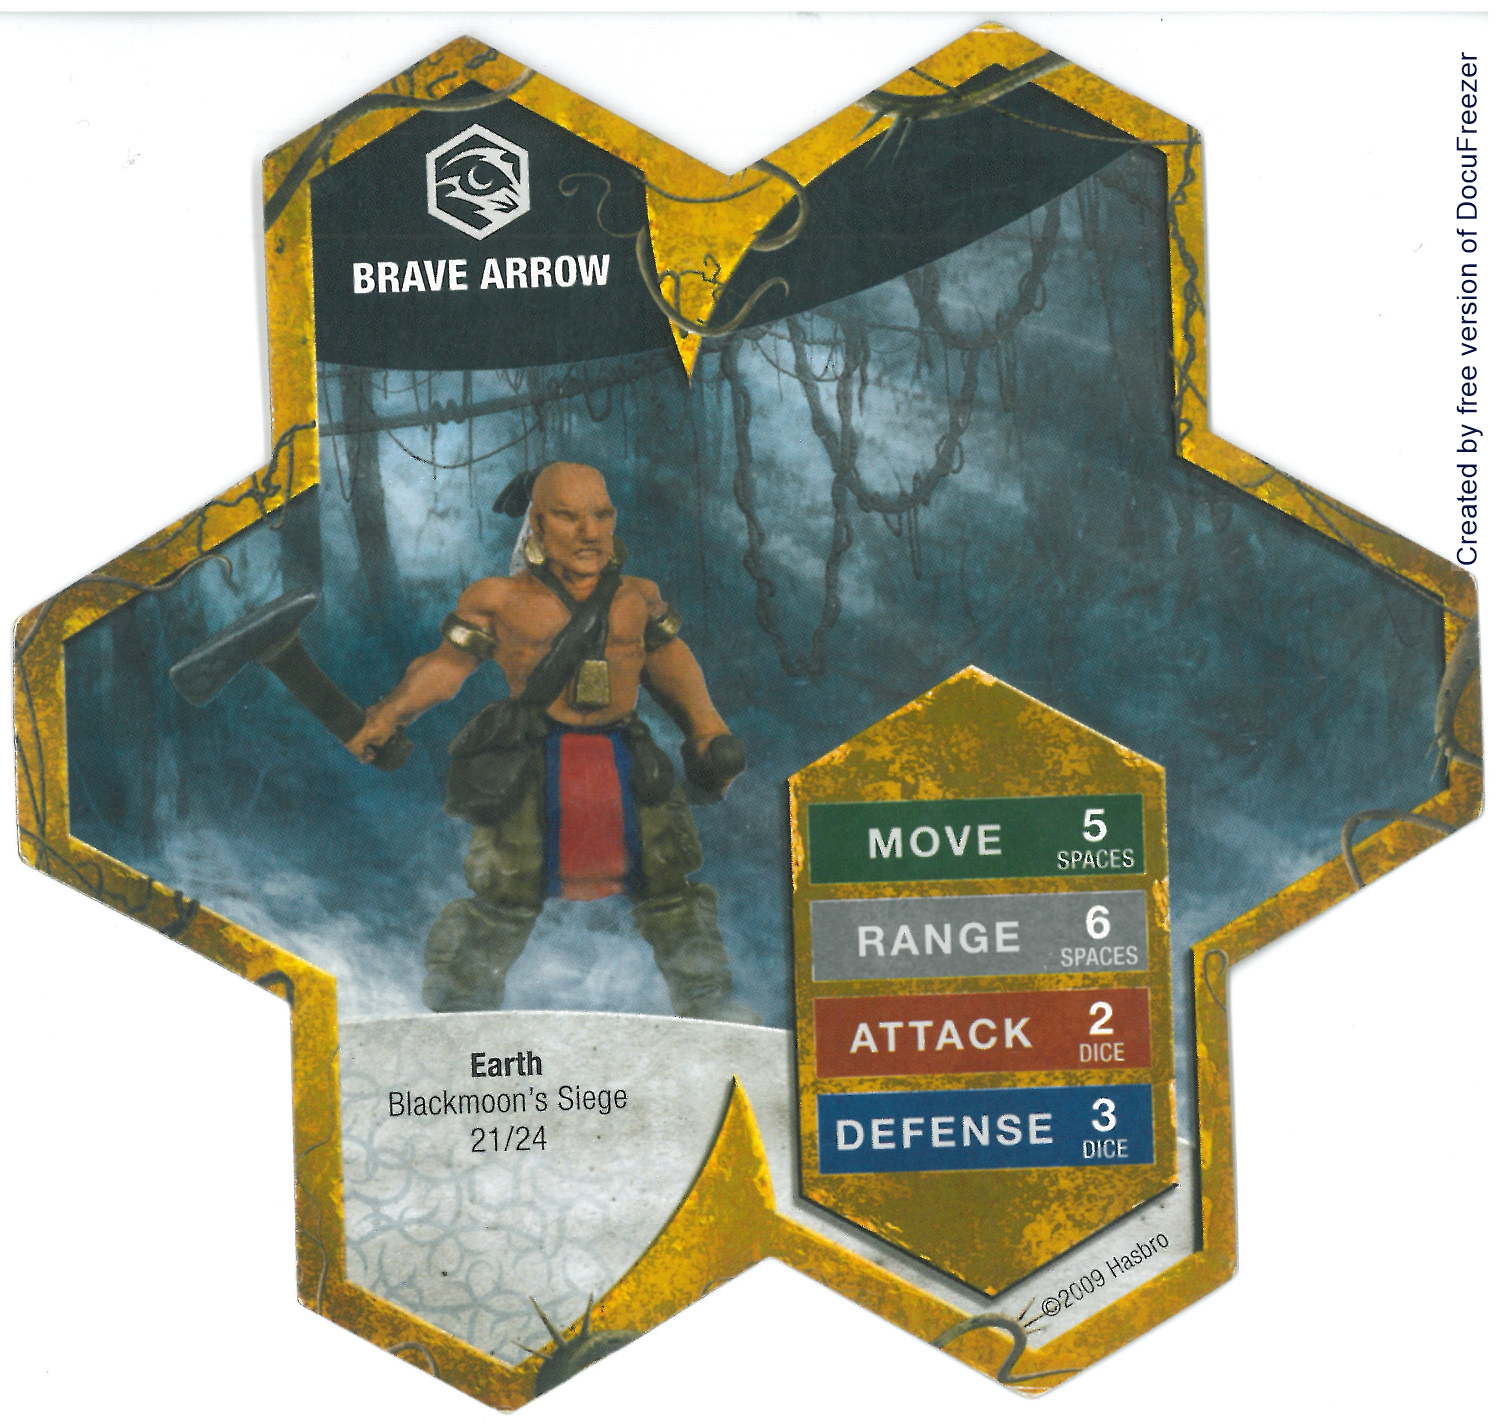 BRAVE ARROW
MOVE 5
SPACES
RANGE 6
SPACES
ATTACK 2
DICE
DEFENSE 3
DICE
Earth
Blackmoon's Siege
21/24
©2009 Hasbro
Created by free version of DocuFreezer